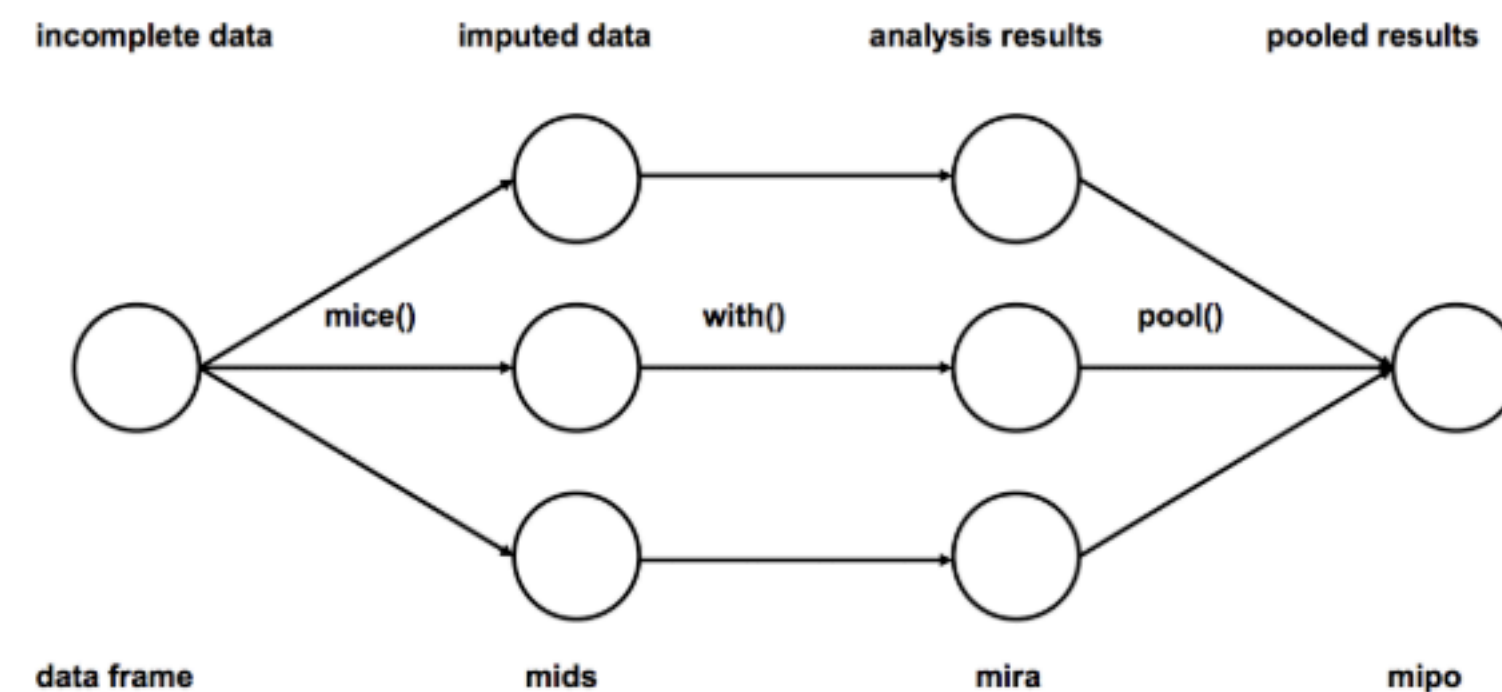 incomplete data imputed data analysis results pooled results
mice() with() pool()
data frame mids mira mipo